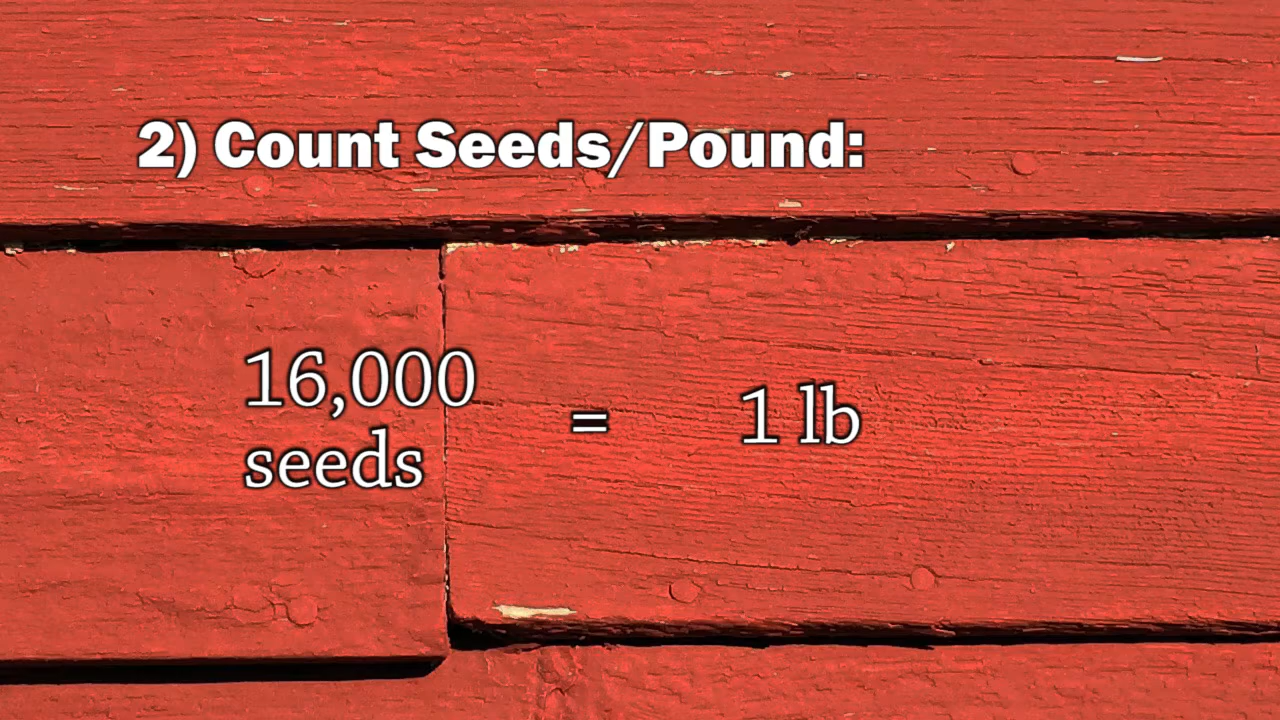 2) Count Seeds/Pound:
16,000
seeds
=
1 lb